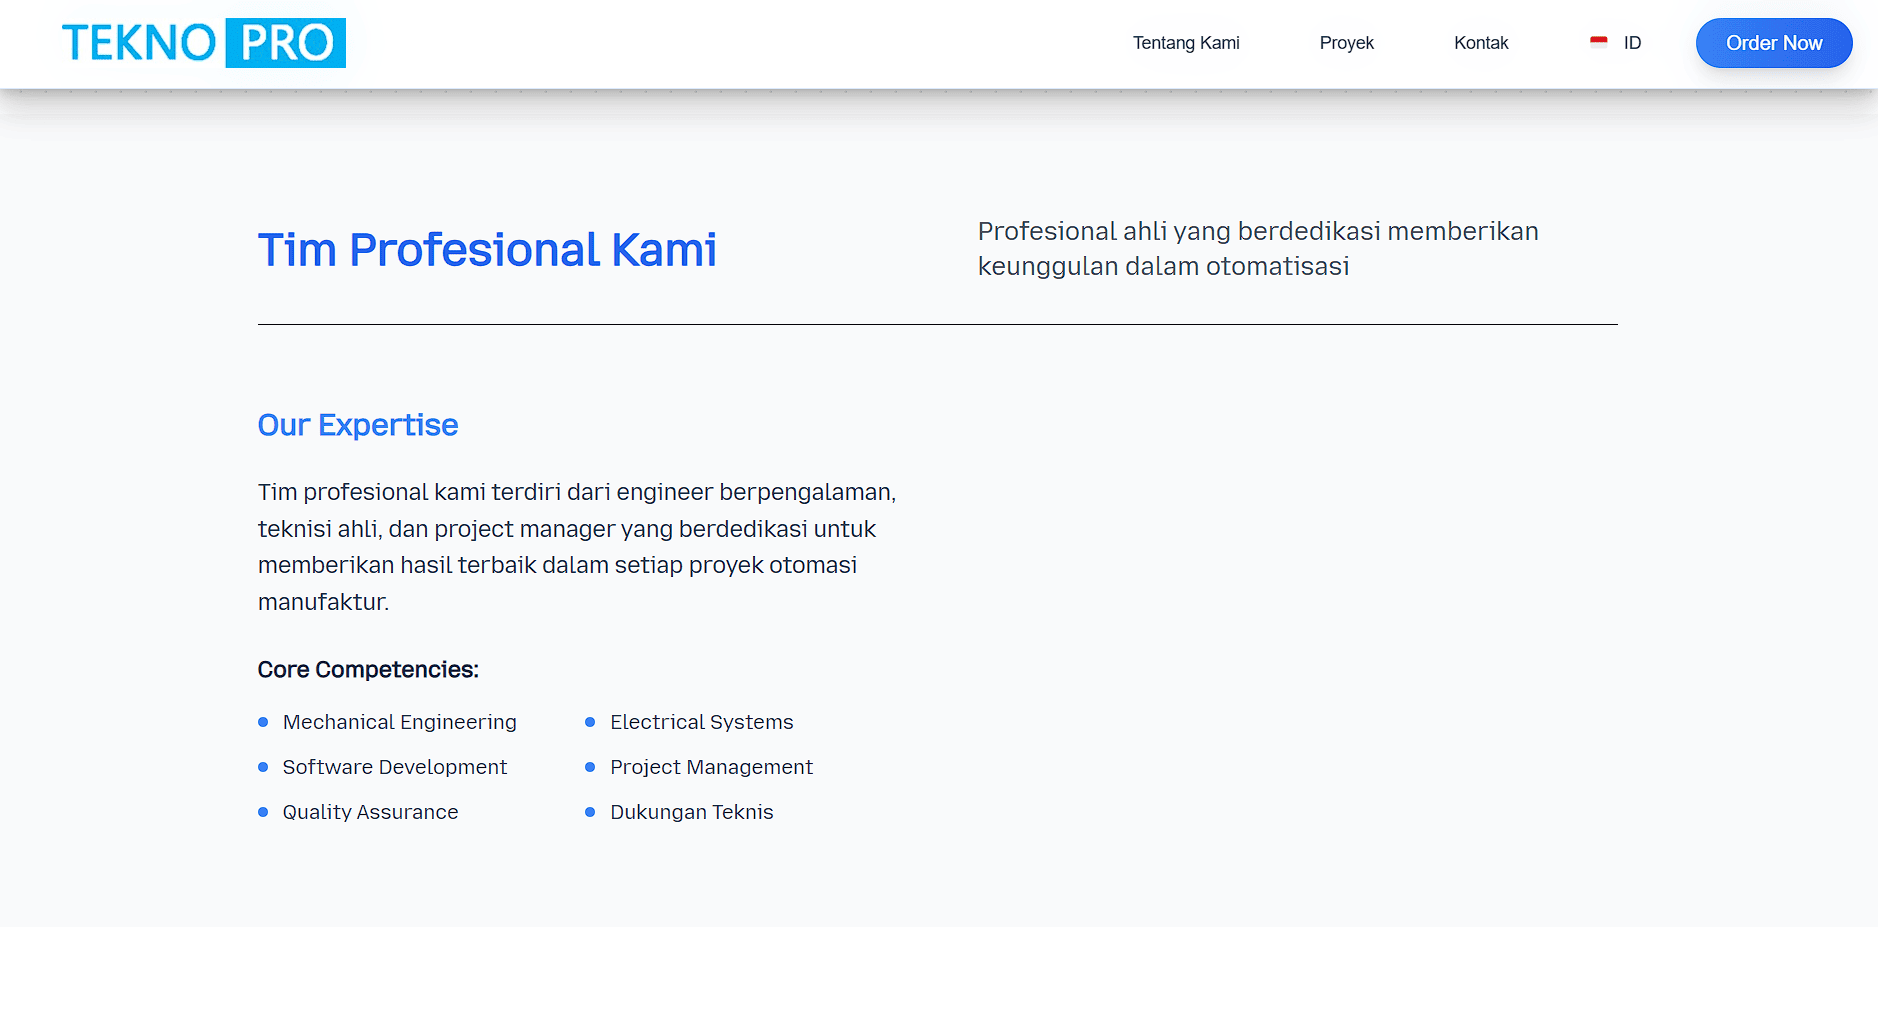 TEKNO PRO
Tentang Kami
Proyek
Kontak
ID
Order Now
Tim Profesional Kami
Profesional ahli yang berdedikasi memberikan
keunggulan dalam otomatisasi
Our Expertise
Tim profesional kami terdiri dari engineer berpengalaman,
teknisi ahli, dan project manager yang berdedikasi untuk
memberikan hasil terbaik dalam setiap proyek otomasi
manufaktur.
Core Competencies:
Mechanical Engineering
Electrical Systems
Software Development
Project Management
Quality Assurance
Dukungan Teknis